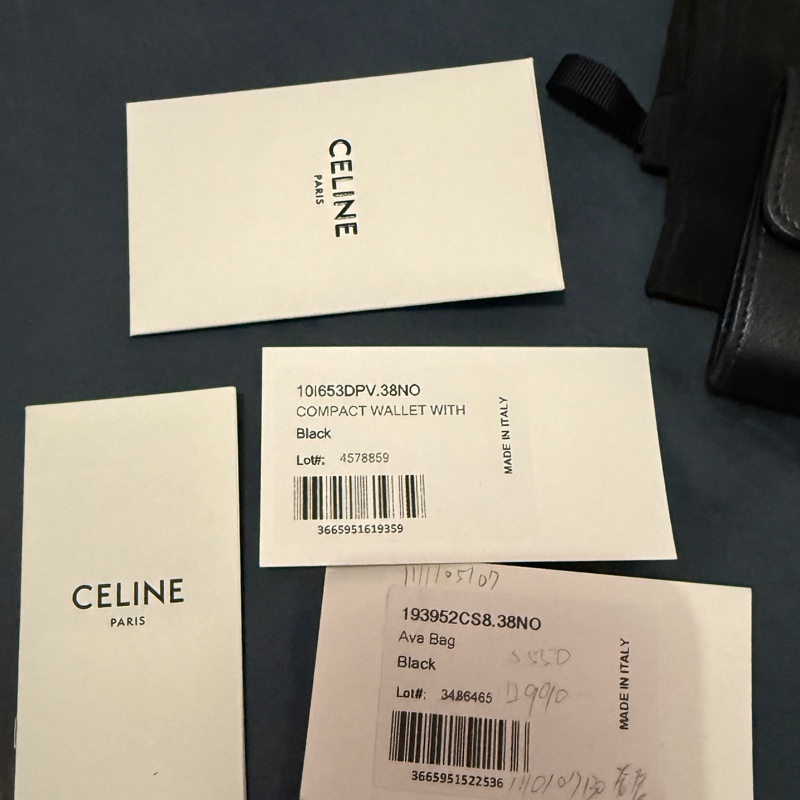 CELINE
PARIS
10I653DPV.38NO
COMPACT WALLET WITH
Black
Lot#: 4578859
3665951619359
MADE IN ITALY
CELINE
PARIS
193952CS8.38NO
Ava Bag
Black
Lot#: 3486465
3665951522536
MADE IN ITALY